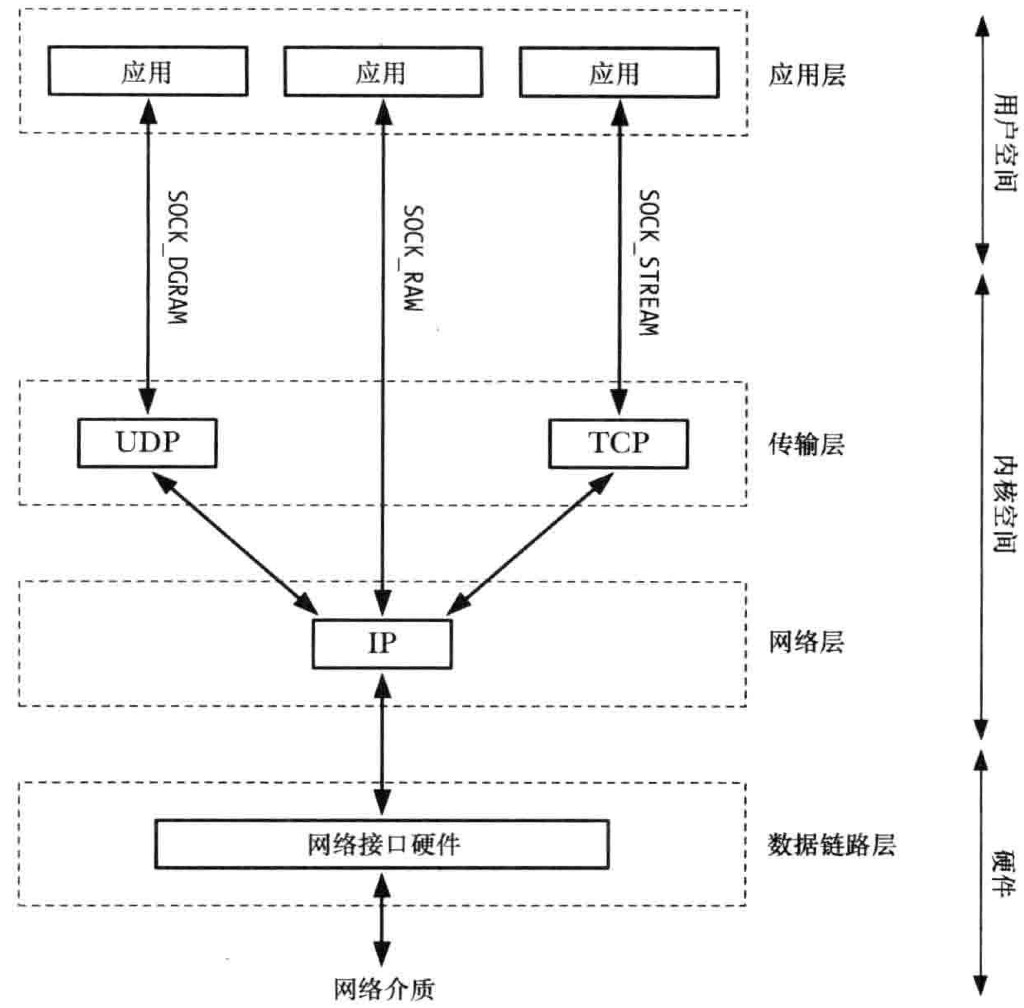 应用
应用
应用
应用层
用户空间
SOCK_DGRAM
SOCK_RAW
SOCK_STREAM
UDP
TCP
传输层
内核空间
IP
网络层
网络接口硬件
数据链路层
硬件
网络介质